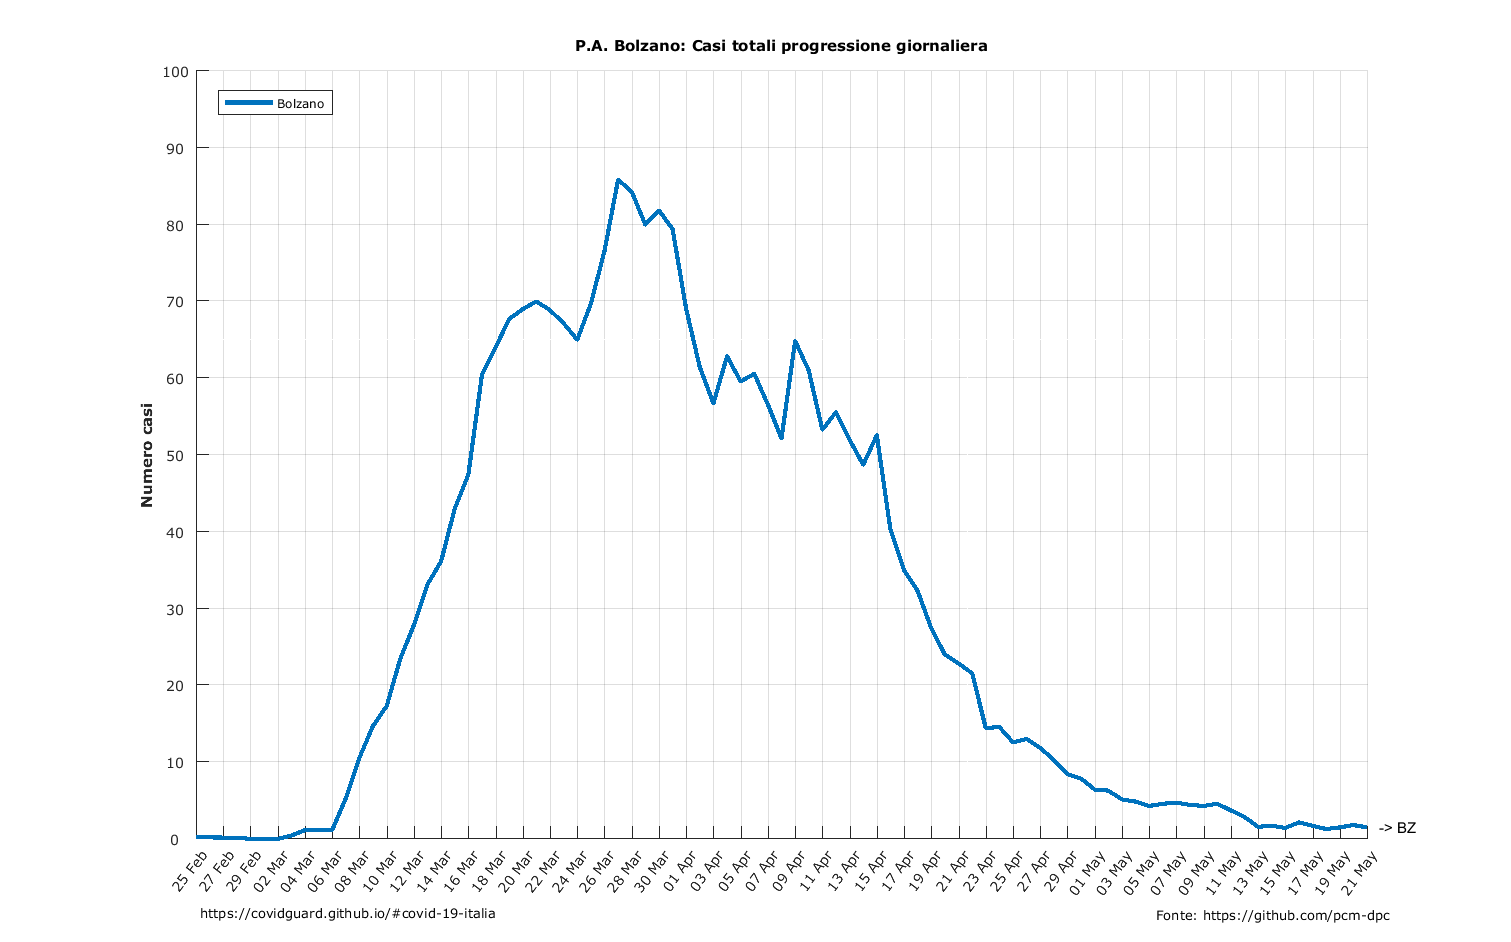 P.A. Bolzano: Casi totali progressione giornaliera
100
Bolzano
90
80
70
60
50
40
30
20
10
0
Numero casi
-> BZ
25 Feb
27 Feb
29 Feb
02 Mar
04 Mar
06 Mar
08 Mar
10 Mar
12 Mar
14 Mar
16 Mar
18 Mar
20 Mar
22 Mar
24 Mar
26 Mar
28 Mar
30 Mar
01 Apr
03 Apr
05 Apr
07 Apr
09 Apr
11 Apr
13 Apr
15 Apr
17 Apr
19 Apr
21 Apr
23 Apr
25 Apr
27 Apr
29 Apr
01 May
03 May
05 May
07 May
09 May
11 May
13 May
15 May
17 May
19 May
21 May
https://covidguard.github.io/#covid-19-italia
Fonte: https://github.com/pcm-dpc